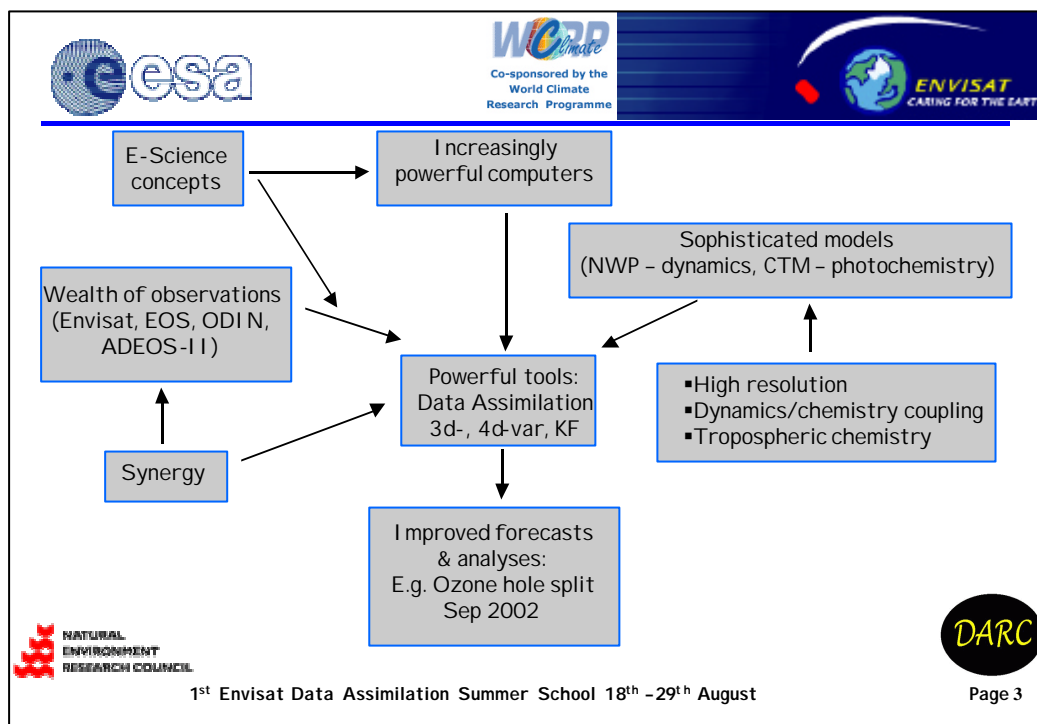 esa
WCRP
Climate
Co-sponsored by the
World Climate
Research Programme
ENVISAT
CARING FOR THE EART
E-Science
concepts
Increasingly
powerful computers
Sophisticated models
(NWP – dynamics, CTM – photochemistry)
Wealth of observations
(Envisat, EOS, ODIN,
ADEOS-II)
Powerful tools:
Data Assimilation
3d-, 4d-var, KF
▪High resolution
▪Dynamics/chemistry coupling
▪Tropospheric chemistry
Synergy
Improved forecasts
& analyses:
E.g. Ozone hole split
Sep 2002
NATURAL
ENVIRONMENT
RESEARCH COUNCIL
DARC
1st Envisat Data Assimilation Summer School 18th –29th August
Page 3